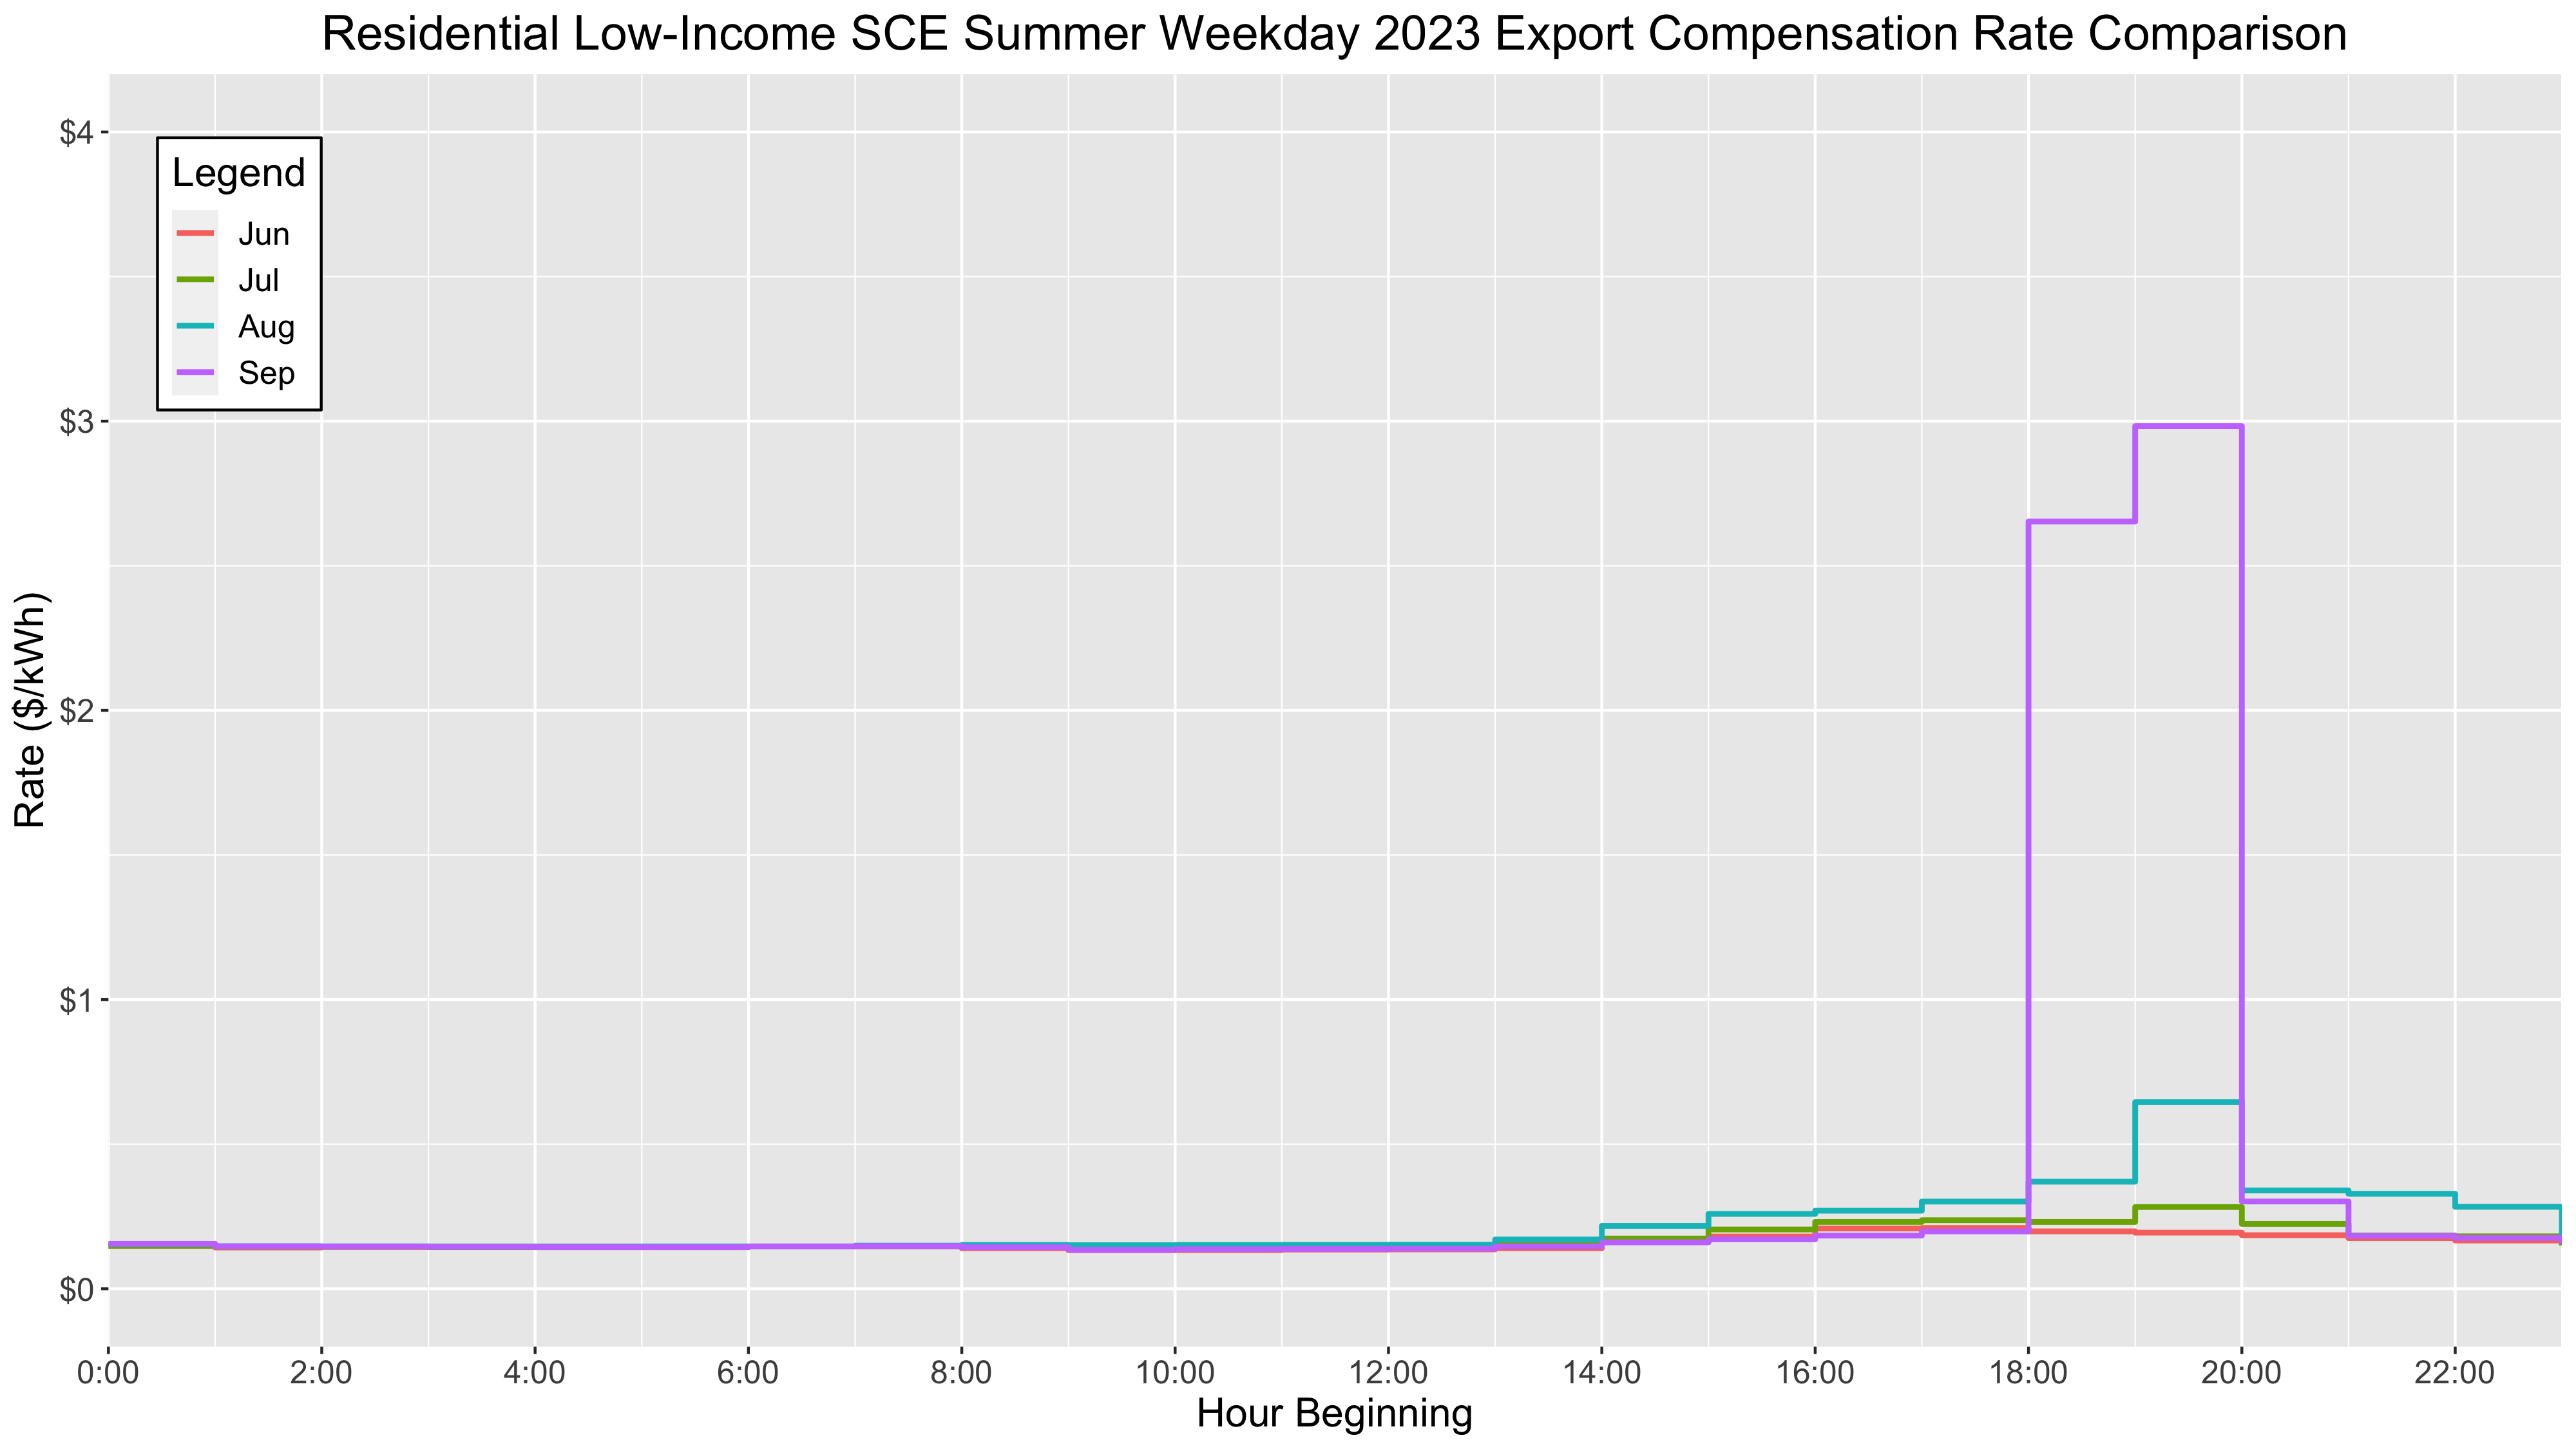 Residential Low-Income SCE Summer Weekday 2023 Export Compensation Rate Comparison
$4
Legend
Jun
Jul
Aug
Sep
$3
$2
$1
$0
Rate ($/kWh)
0:00 2:00 4:00 6:00 8:00 10:00 12:00 14:00 16:00 18:00 20:00 22:00
Hour Beginning